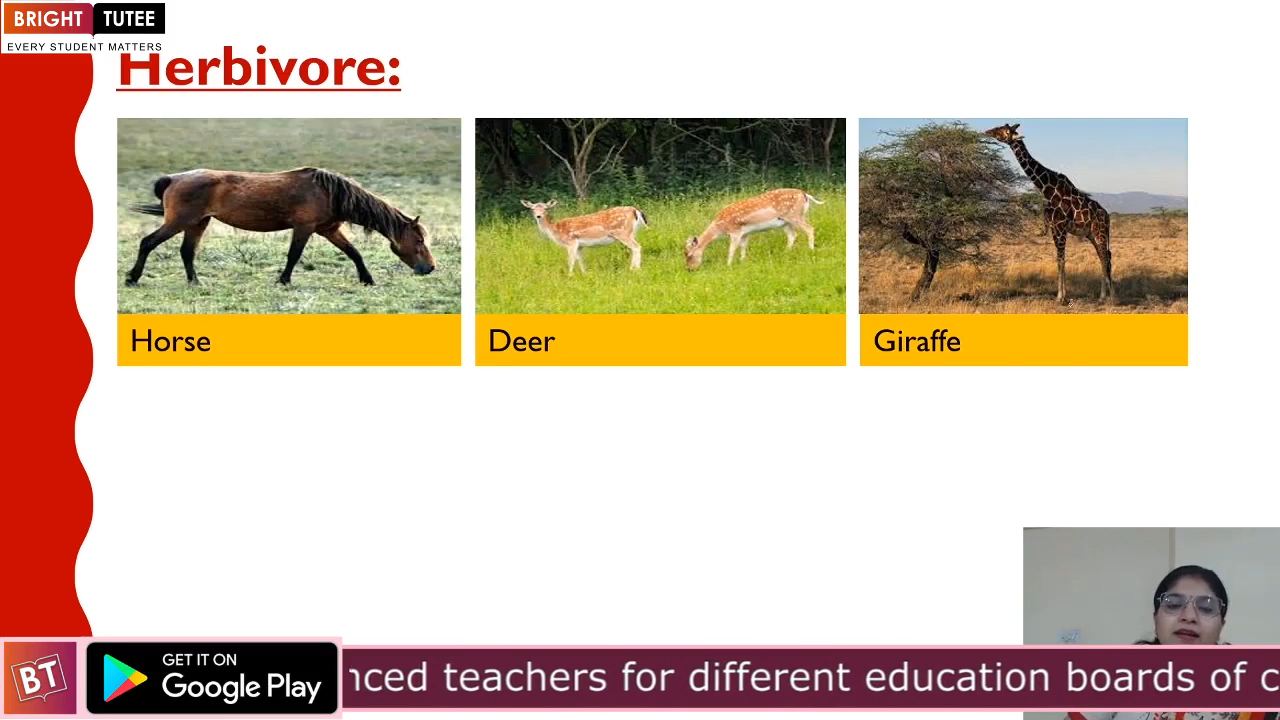 BRIGHT TUTEE
EVERY STUDENT MATTERS
Herbivore:
Horse
Deer
Giraffe
BT
GET IT ON
Google Play
teachers for different education boards of